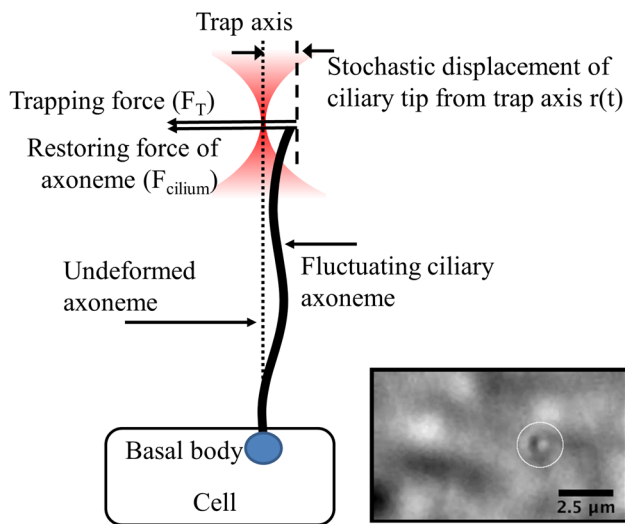 Trap axis
Stochastic displacement of
ciliary tip from trap axis r(t)
Trapping force (F_T)
Restoring force of
axoneme (F_cilium)
Undeformed
axoneme
Fluctuating ciliary
axoneme
Basal body
Cell
2.5 µm